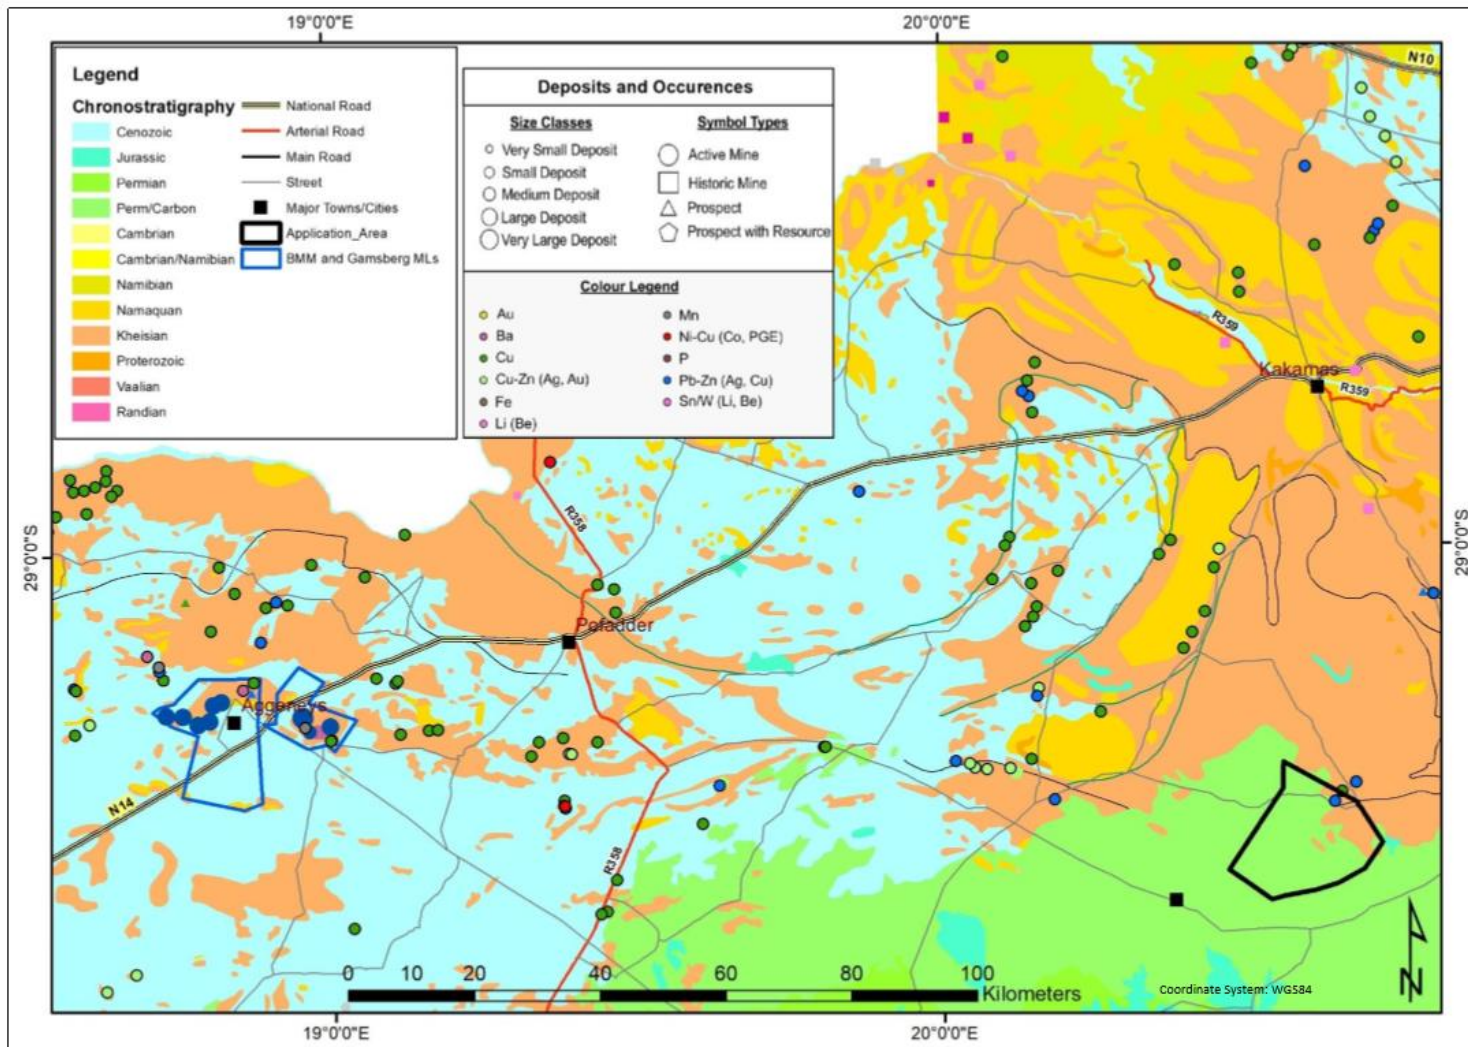 19°0'0"E
20°0'0"E
Legend
Chronostratigraphy
Cenozoic
Jurassic
Permian
Perm/Carbon
Cambrian
Cambrian/Namibian
Namibian
Namaquan
Kheisian
Proterozoic
Vaalian
Randian
National Road
Arterial Road
Main Road
Street
Major Towns/Cities
Application_Area
BMM and Gamsberg MLs
Deposits and Occurences
Size Classes
Very Small Deposit
Small Deposit
Medium Deposit
Large Deposit
Very Large Deposit
Symbol Types
Active Mine
Historic Mine
Prospect
Prospect with Resource
Colour Legend
Au
Ba
Cu
Cu-Zn (Ag, Au)
Fe
Li (Be)
Mn
Ni-Cu (Co, PGE)
P
Pb-Zn (Ag, Cu)
Sn/W (Li, Be)
N10
R359
Kakamas
R359
R358
29°0'0"S
29°0'0"S
Pofadder
Aggeneys
N14
R358
0 10 20 40 60 80 100
Kilometers
Coordinate System: WGS84
N
19°0'0"E
20°0'0"E